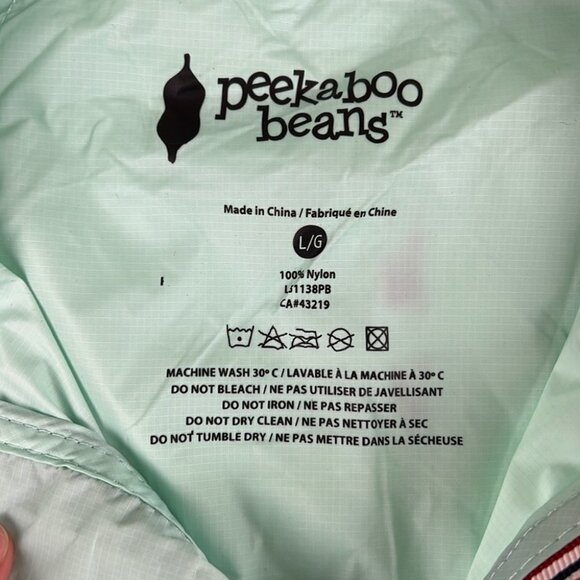 peekaboo
beans™
Made in China / Fabriqué en Chine
L/G
100% Nylon
CA#43219
MACHINE WASH 30º C / LAVABLE À LA MACHINE À 30º C
DO NOT BLEACH / NE PAS UTILISER DE JAVELLISANT
DO NOT IRON / NE PAS REPASSER
DO NOT DRY CLEAN / NE PAS NETTOYER À SEC
DO NOT TUMBLE DRY / NE PAS METTRE DANS LA SÉCHEUSE